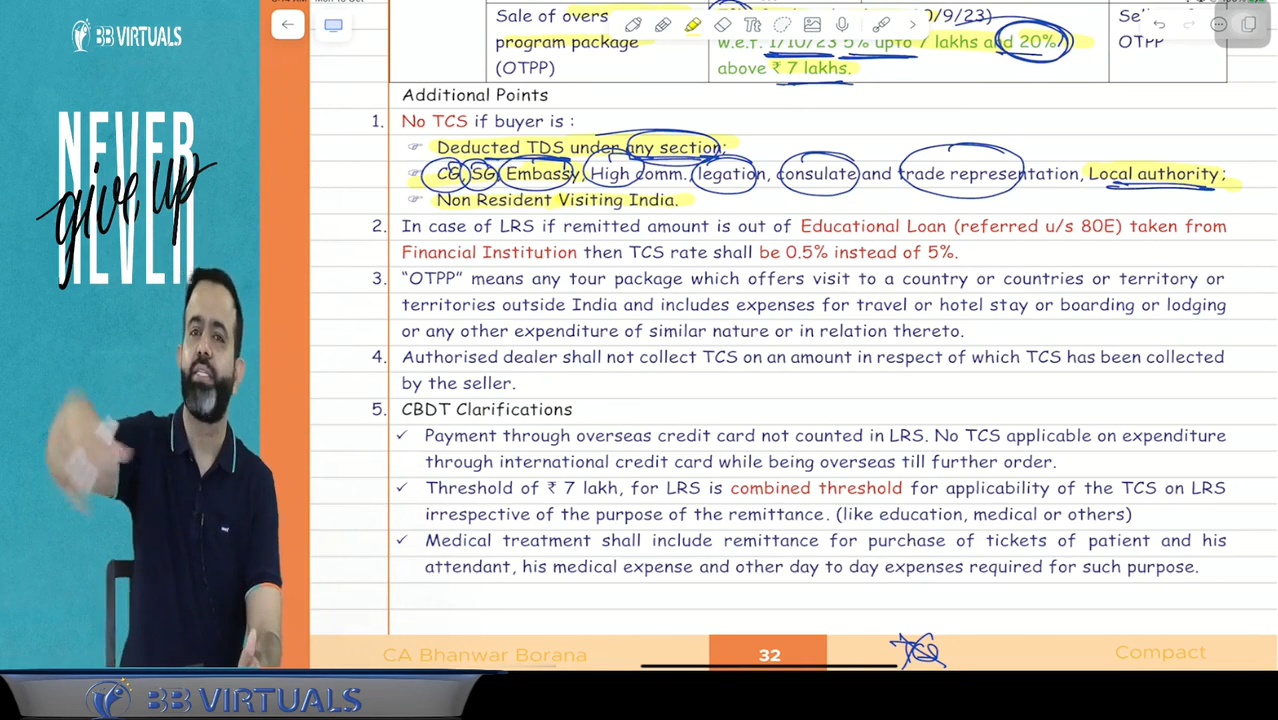 BB VIRTUALS
NEVER
give up
NEVER
Sale of overs
program package
(OTPP)
0/9/23)
w.e.f. 1/10/23 5% upto 7 lakhs and 20%
above ₹ 7 lakhs.
OTPP
Additional Points
1. No TCS if buyer is :
☞ Deducted TDS under any section;
☞ CG, SG, Embassy, High comm., legation, consulate and trade representation, Local authority;
☞ Non Resident Visiting India.
2. In case of LRS if remitted amount is out of Educational Loan (referred u/s 80E) taken from
Financial Institution then TCS rate shall be 0.5% instead of 5%.
3. “OTPP” means any tour package which offers visit to a country or countries or territory or
territories outside India and includes expenses for travel or hotel stay or boarding or lodging
or any other expenditure of similar nature or in relation thereto.
4. Authorised dealer shall not collect TCS on an amount in respect of which TCS has been collected
by the seller.
5. CBDT Clarifications
✓ Payment through overseas credit card not counted in LRS. No TCS applicable on expenditure
through international credit card while being overseas till further order.
✓ Threshold of ₹ 7 lakh, for LRS is combined threshold for applicability of the TCS on LRS
irrespective of the purpose of the remittance. (like education, medical or others)
✓ Medical treatment shall include remittance for purchase of tickets of patient and his
attendant, his medical expense and other day to day expenses required for such purpose.
CA Bhanwar Borana 32 Compact
BB VIRTUALS